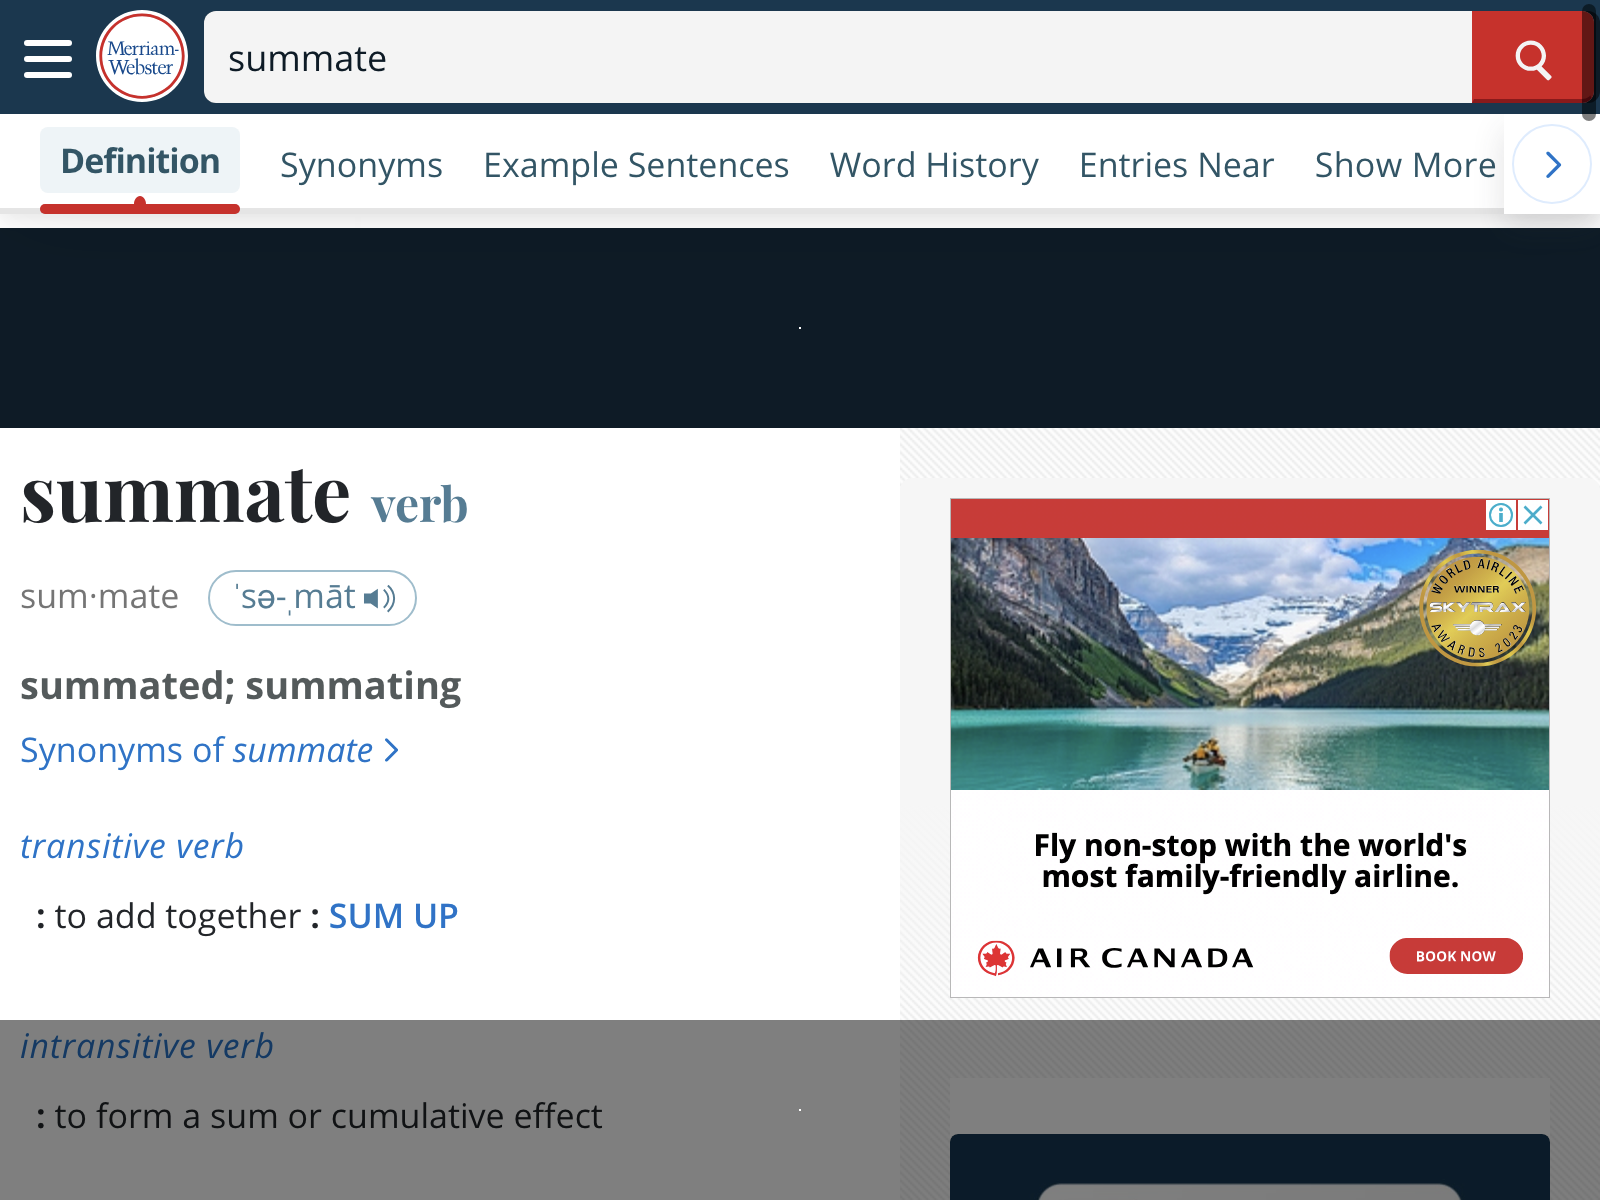 Merriam-
Webster
summate
Definition
Synonyms
Example Sentences
Word History
Entries Near
Show More
summate verb
sum·mate
ˈsə-ˌmāt
summated; summating
Synonyms of summate
transitive verb
: to add together : SUM UP
intransitive verb
: to form a sum or cumulative effect
WORLD AIRLINE
WINNER
SKYTRAX
AWARDS 2023
Fly non-stop with the world's
most family-friendly airline.
AIR CANADA
BOOK NOW